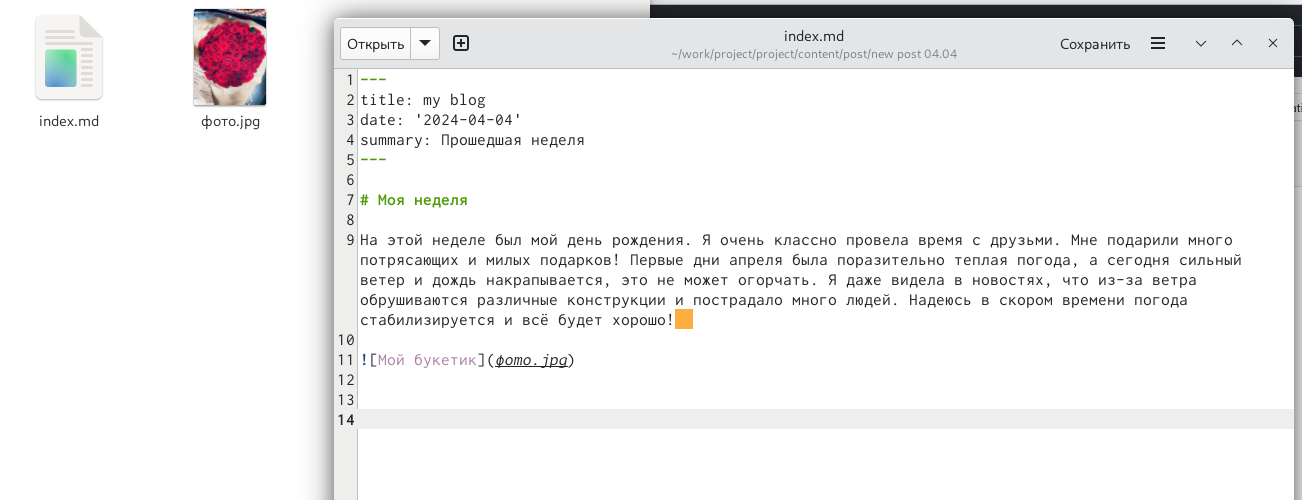 index.md
фото.jpg
Открыть
index.md
~/work/project/project/content/post/new post 04.04
Сохранить
1 ---
2 title: my blog
3 date: '2024-04-04'
4 summary: Прошедшая неделя
5 ---
6
7 # Моя неделя
8
9 На этой неделе был мой день рождения. Я очень классно провела время с друзьми. Мне подарили много
потрясающих и милых подарков! Первые дни апреля была поразительно теплая погода, а сегодня сильный
ветер и дождь накрапывается, это не может огорчать. Я даже видела в новостях, что из-за ветра
обрушиваются различные конструкции и пострадало много людей. Надеюсь в скором времени погода
стабилизируется и всё будет хорошо!
10
11 ![Мой букетик](фото.jpg)
12
13
14